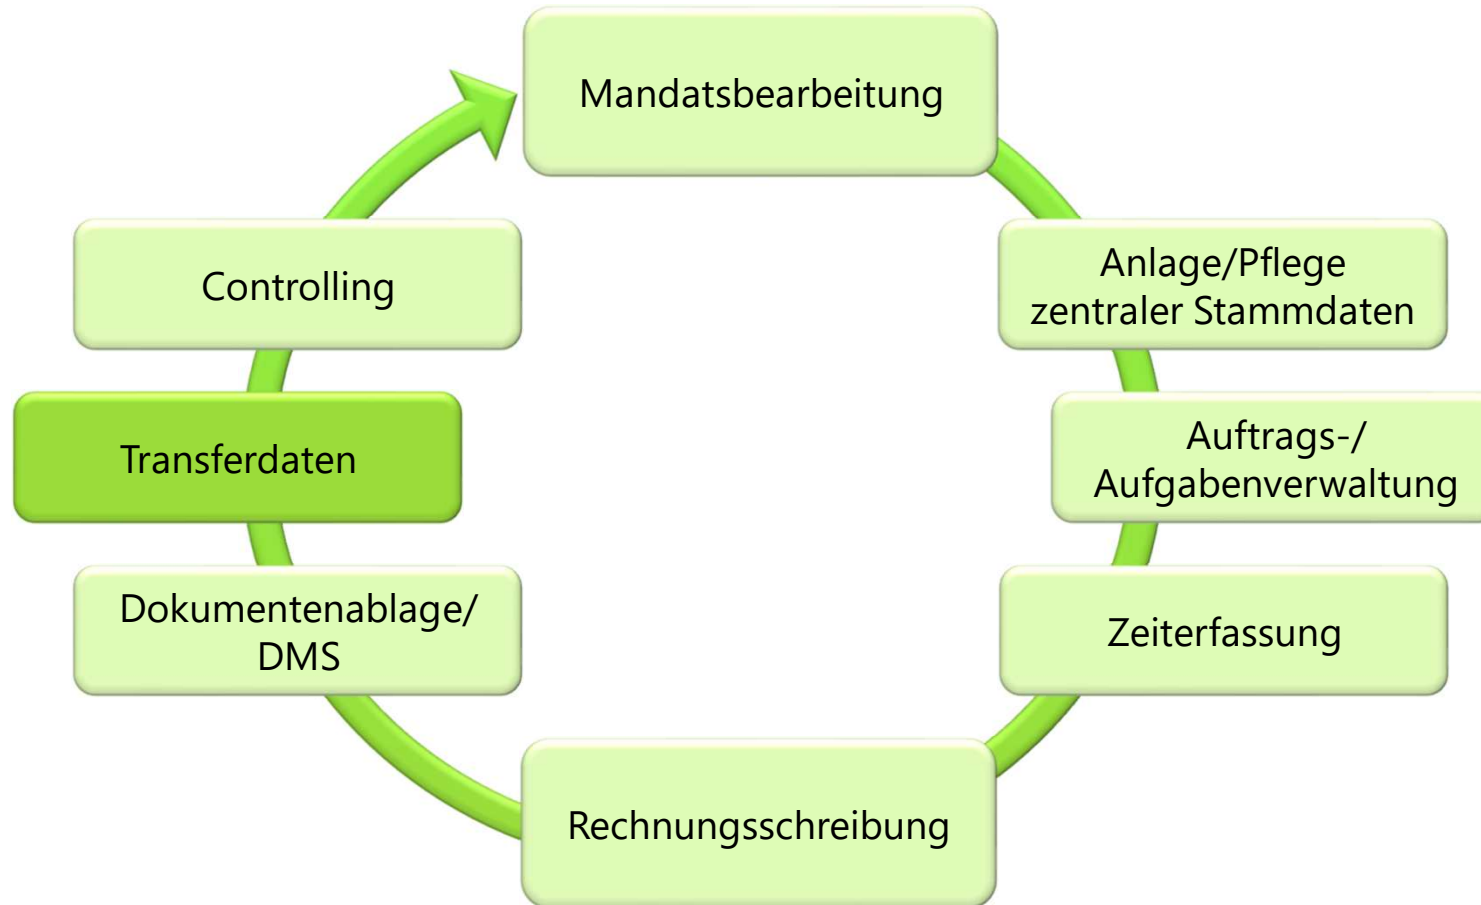 Mandatsbearbeitung
Anlage/Pflege
zentraler Stammdaten
Auftrags-/
Aufgabenverwaltung
Zeiterfassung
Rechnungsschreibung
Dokumentenablage/
DMS
Transferdaten
Controlling